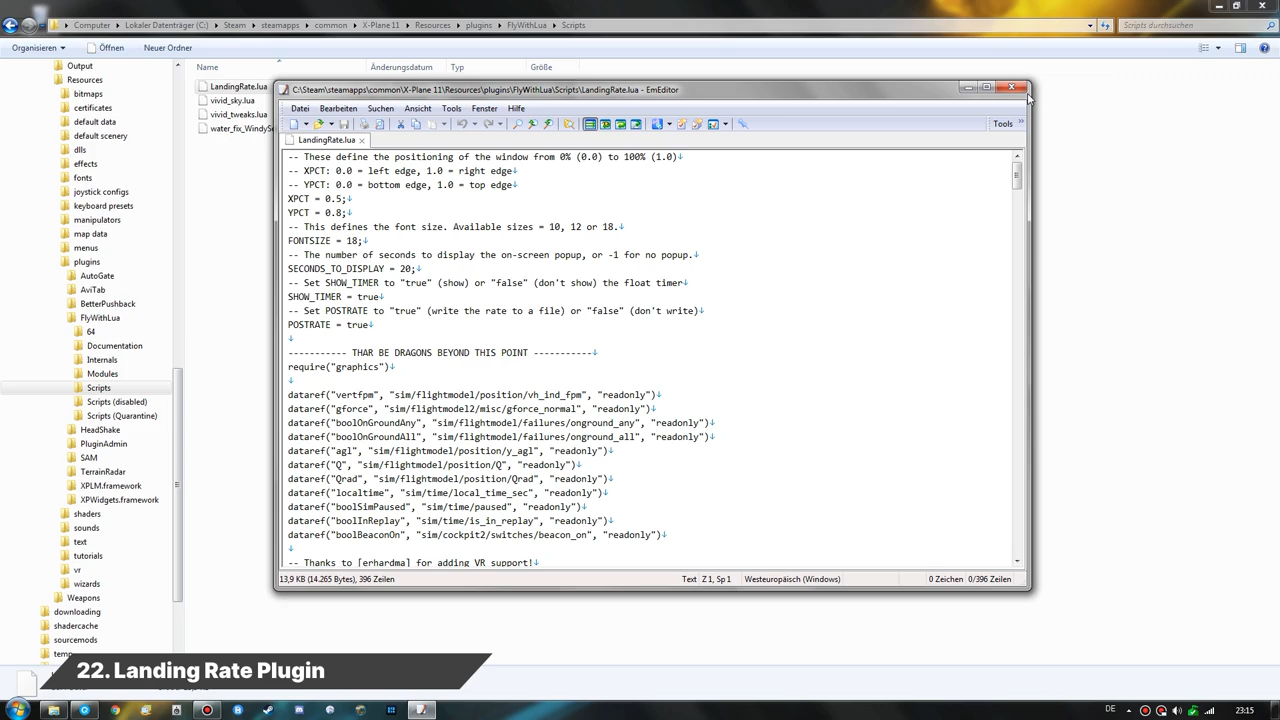 Computer ▸ Lokaler Datenträger (C:) ▸ Steam ▸ steamapps ▸ common ▸ X-Plane 11 ▸ Resources ▸ plugins ▸ FlyWithLua ▸ Scripts
Scripts durchsuchen
Organisieren
Öffnen
Neuer Ordner
Output
Resources
bitmaps
certificates
default data
default scenery
dlls
effects
fonts
joystick configs
keyboard presets
manipulators
map data
menus
plugins
AutoGate
AviTab
BetterPushback
FlyWithLua
64
Documentation
Internals
Modules
Scripts
Scripts (disabled)
Scripts (Quarantine)
HeadShake
PluginAdmin
SAM
TerrainRadar
XPLM.framework
XPWidgets.framework
shaders
sounds
text
tutorials
vr
wizards
Weapons
downloading
shadercache
sourcemods
temp
Name
Änderungsdatum
Typ
Größe
LandingRate.lua
vivid_sky.lua
vivid_tweaks.lua
water_fix_WindyS
C:\Steam\steamapps\common\X-Plane 11\Resources\plugins\FlyWithLua\Scripts\LandingRate.lua - EmEditor
Datei Bearbeiten Suchen Ansicht Tools Fenster Hilfe
Tools
LandingRate.lua
-- These define the positioning of the window from 0% (0.0) to 100% (1.0)
-- XPCT: 0.0 = left edge, 1.0 = right edge
-- YPCT: 0.0 = bottom edge, 1.0 = top edge
XPCT = 0.5;
YPCT = 0.8;
-- This defines the font size. Available sizes = 10, 12 or 18.
FONTSIZE = 18;
-- The number of seconds to display the on-screen popup, or -1 for no popup.
SECONDS_TO_DISPLAY = 20;
-- Set SHOW_TIMER to "true" (show) or "false" (don't show) the float timer
SHOW_TIMER = true
-- Set POSTRATE to "true" (write the rate to a file) or "false" (don't write)
POSTRATE = true
----------- THAR BE DRAGONS BEYOND THIS POINT -----------
require("graphics")
dataref("vertfpm", "sim/flightmodel/position/vh_ind_fpm", "readonly")
dataref("gforce", "sim/flightmodel2/misc/gforce_normal", "readonly")
dataref("boolOnGroundAny", "sim/flightmodel/failures/onground_any", "readonly")
dataref("boolOnGroundAll", "sim/flightmodel/failures/onground_all", "readonly")
dataref("agl", "sim/flightmodel/position/y_agl", "readonly")
dataref("Q", "sim/flightmodel/position/Q", "readonly")
dataref("Qrad", "sim/flightmodel/position/Qrad", "readonly")
dataref("localtime", "sim/time/local_time_sec", "readonly")
dataref("boolSimPaused", "sim/time/paused", "readonly")
dataref("boolInReplay", "sim/time/is_in_replay", "readonly")
dataref("boolBeaconOn", "sim/cockpit2/switches/beacon_on", "readonly")
-- Thanks to [erhardma] for adding VR support!
13,9 KB (14.265 Bytes), 396 Zeilen
Text
Z 1, Sp 1
Westeuropäisch (Windows)
0 Zeichen
0/396 Zeilen
22. Landing Rate Plugin
DE
23:15